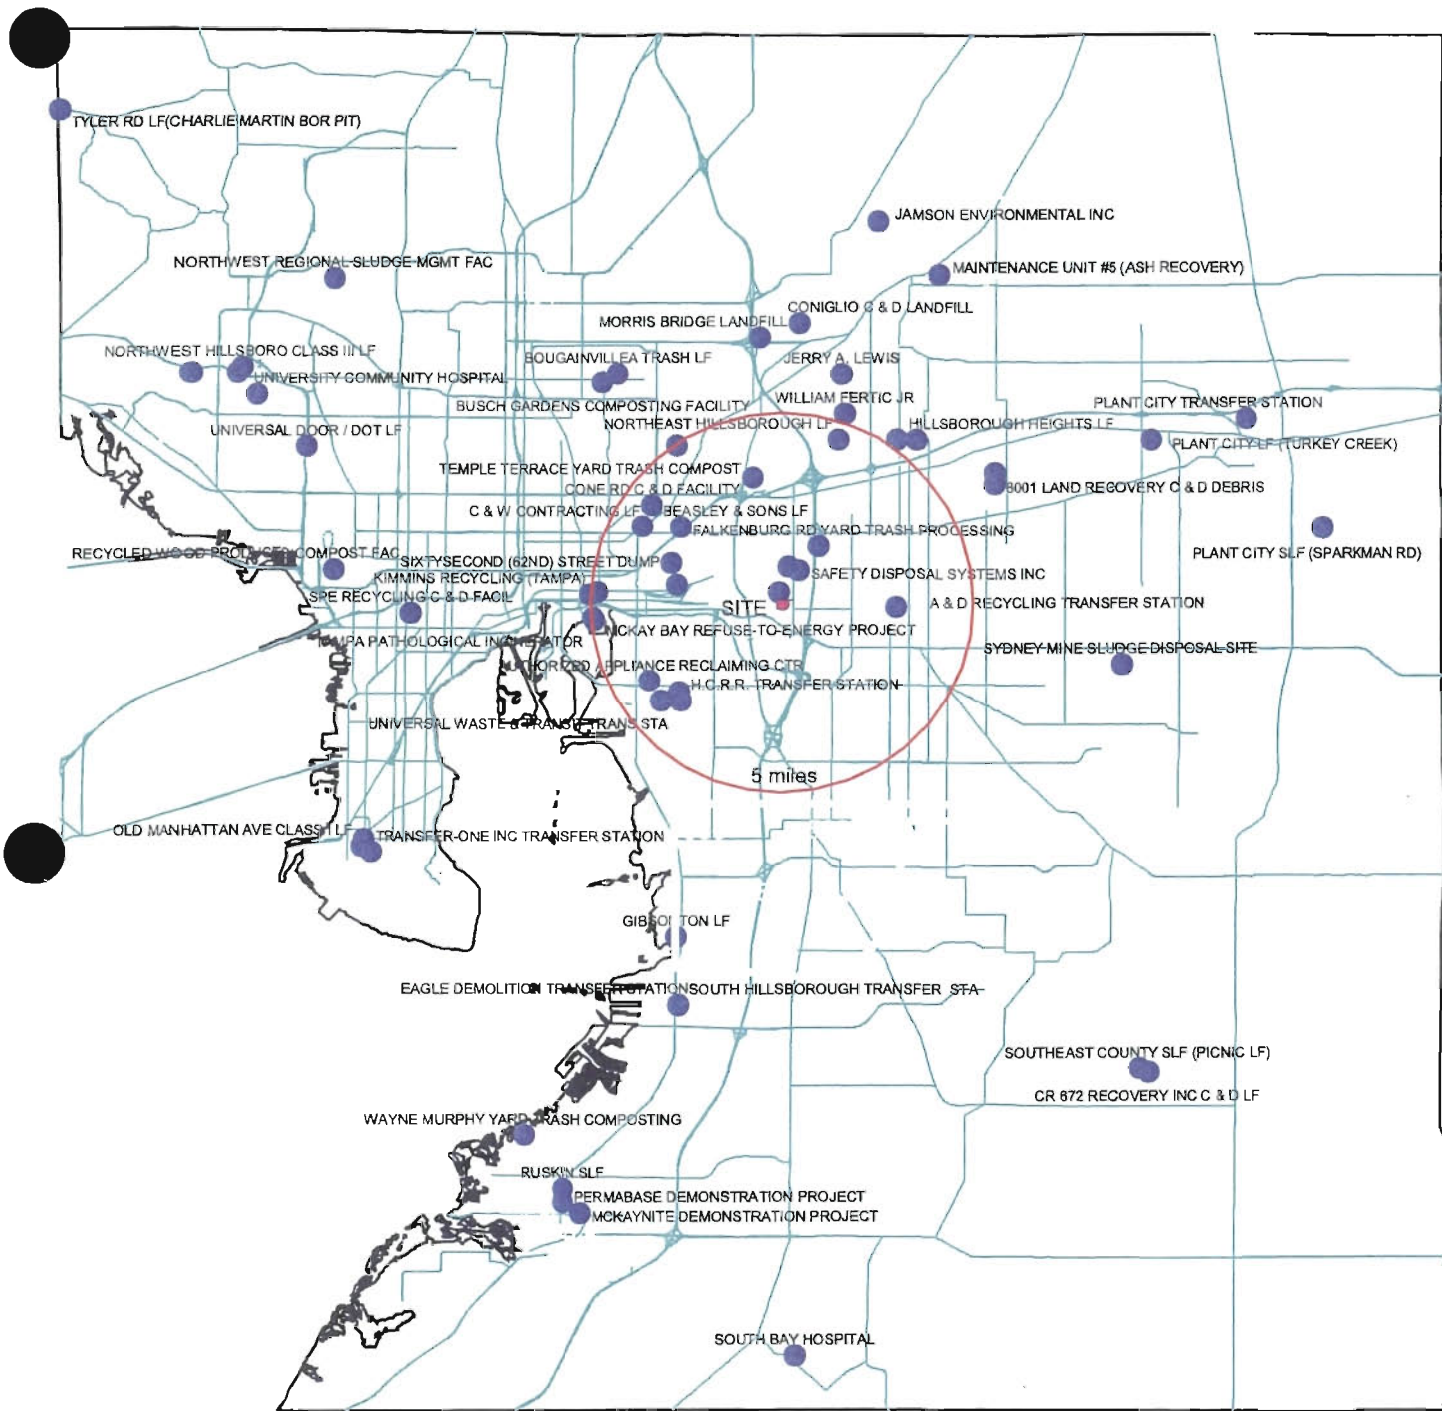 TYLER RD LF(CHARLIE MARTIN BOR PIT)
JAMSON ENVIRONMENTAL INC
NORTHWEST REGIONAL SLUDGE MGMT FAC
MAINTENANCE UNIT #5 (ASH RECOVERY)
CONIGLIO C & D LANDFILL
MORRIS BRIDGE LANDFILL
NORTHWEST HILLSBORO CLASS III LF
BOUGAINVILLEA TRASH LF
JERRY A. LEWIS
UNIVERSITY COMMUNITY HOSPITAL
WILLIAM FERTIC JR
BUSCH GARDENS COMPOSTING FACILITY
PLANT CITY TRANSFER STATION
NORTHEAST HILLSBOROUGH LF
HILLSBOROUGH HEIGHTS LF
UNIVERSAL DOOR / DOT LF
PLANT CITY LF (TURKEY CREEK)
TEMPLE TERRACE YARD TRASH COMPOST
CONE RD C & D FACILITY
8001 LAND RECOVERY C & D DEBRIS
C & W CONTRACTING LF
BEASLEY & SONS LF
FALKENBURG RD YARD TRASH PROCESSING
RECYCLED WOOD PRODUCTS COMPOST FAC
PLANT CITY SLF (SPARKMAN RD)
SIXTYSECOND (62ND) STREET DUMP
KIMMINS RECYCLING (TAMPA)
SAFETY DISPOSAL SYSTEMS INC
SPE RECYCLING C & D FACIL
SITE
A & D RECYCLING TRANSFER STATION
MCKAY BAY REFUSE-TO-ENERGY PROJECT
TAMPA PATHOLOGICAL INCINERATOR
SYDNEY MINE SLUDGE DISPOSAL SITE
AUTHORIZED APPLIANCE RECLAIMING CTR
H.C.R.R. TRANSFER STATION
UNIVERSAL WASTE & TRANSIT TRANS STA
5 miles
OLD MANHATTAN AVE CLASS I LF
TRANSFER-ONE INC TRANSFER STATION
GIBSONTON LF
EAGLE DEMOLITION TRANSFER STATION
SOUTH HILLSBOROUGH TRANSFER STA
SOUTHEAST COUNTY SLF (PICNIC LF)
CR 672 RECOVERY INC C & D LF
WAYNE MURPHY YARD TRASH COMPOSTING
RUSKIN SLF
PERMABASE DEMONSTRATION PROJECT
MCKAYNITE DEMONSTRATION PROJECT
SOUTH BAY HOSPITAL